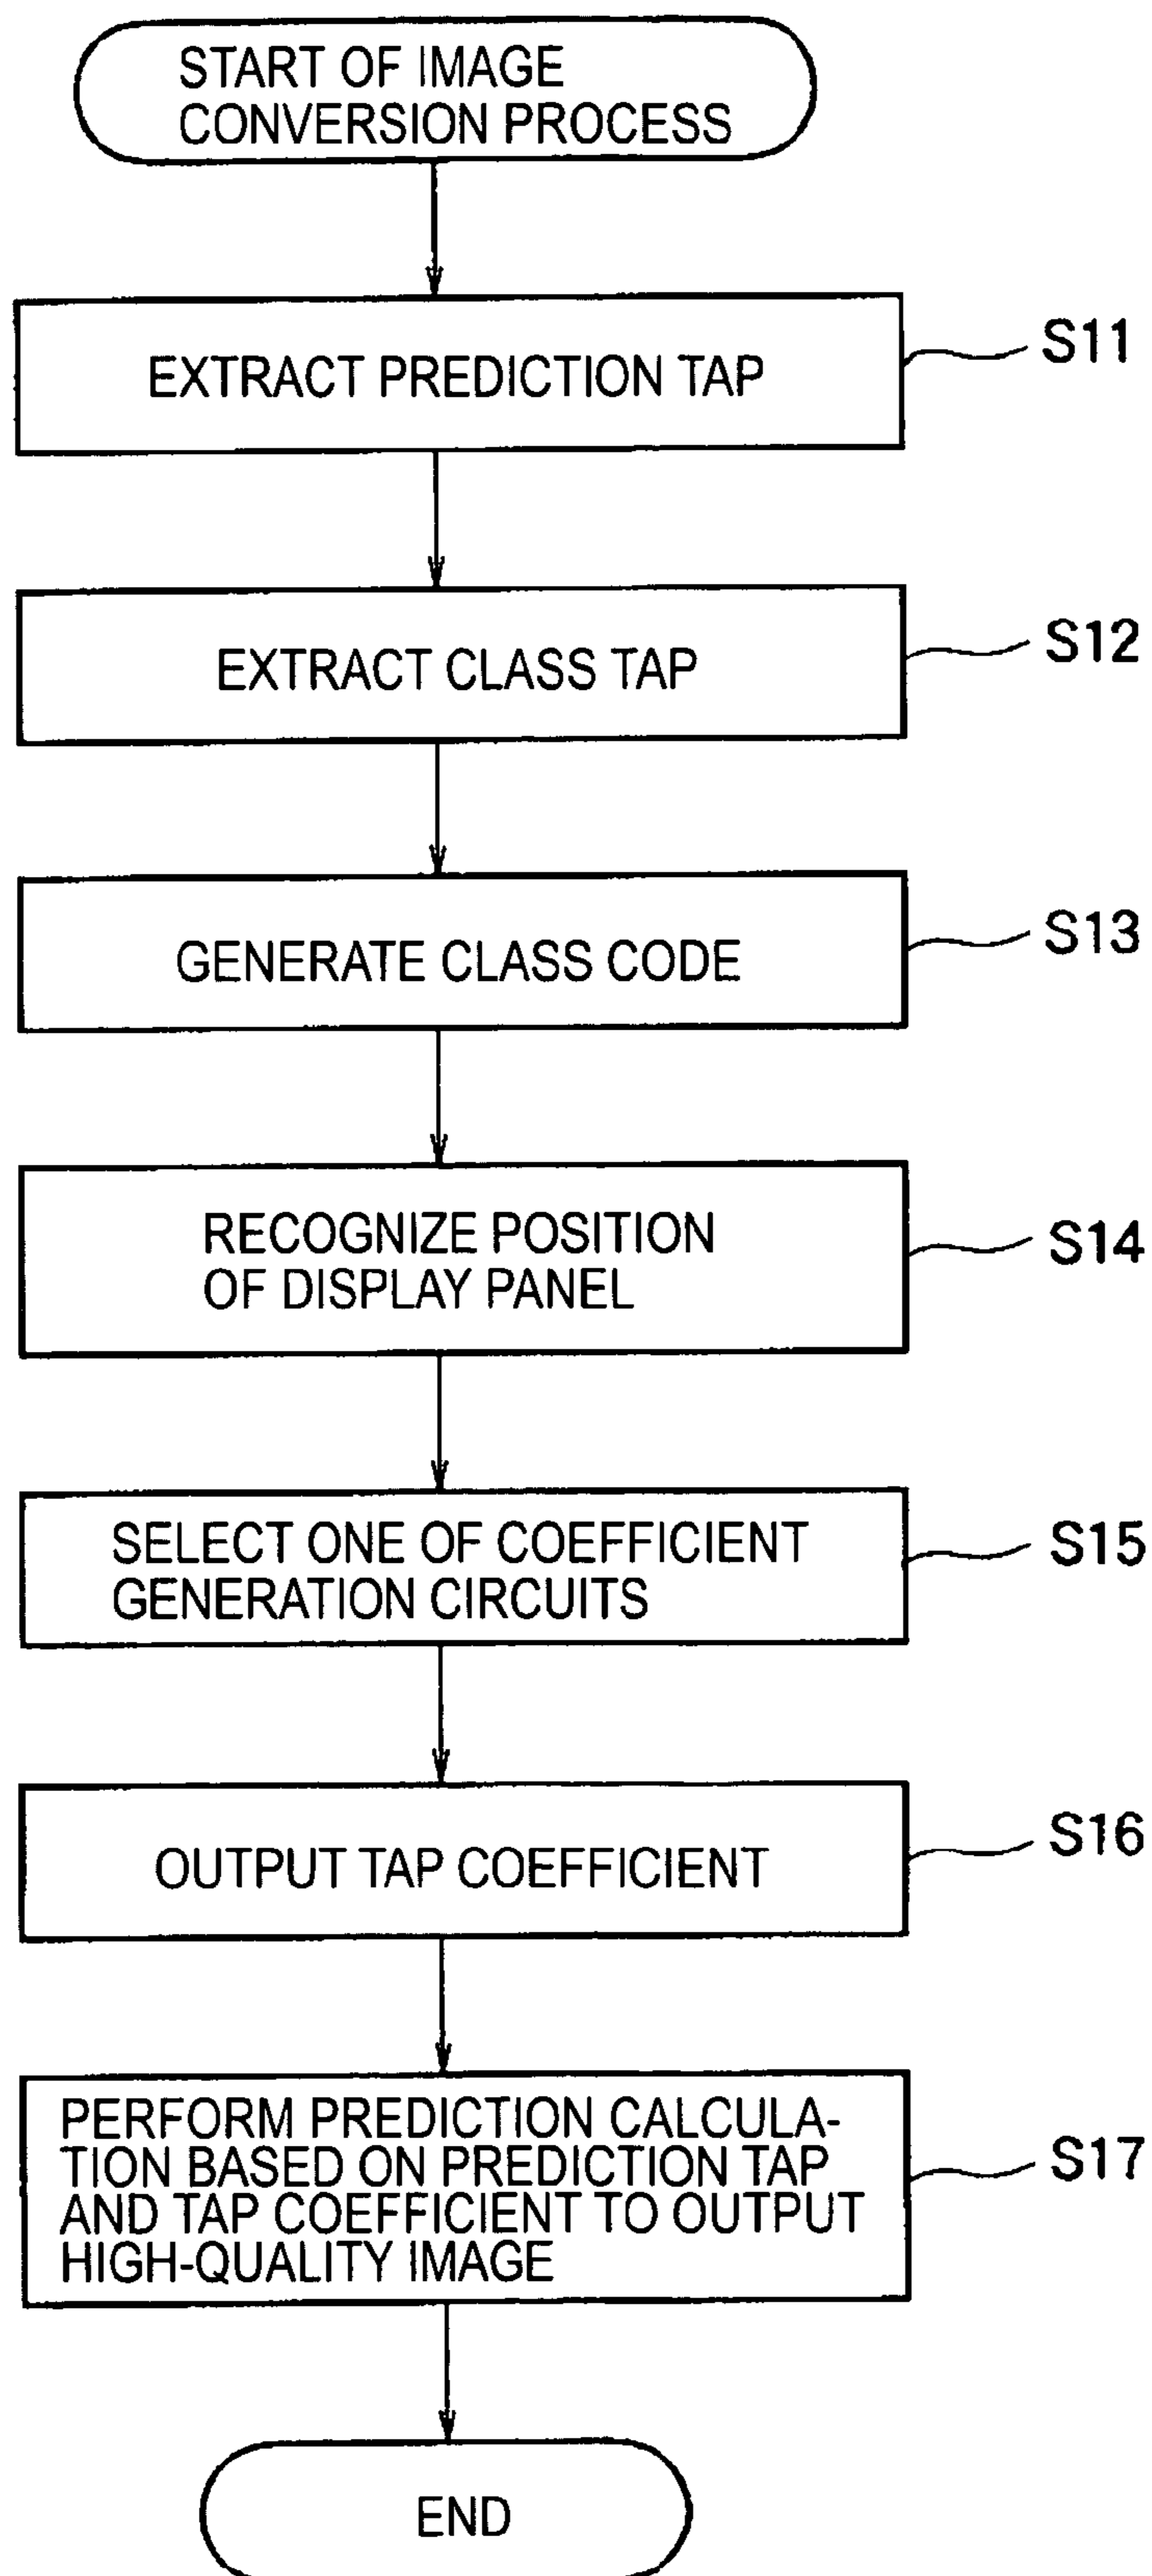 START OF IMAGE
CONVERSION PROCESS
EXTRACT PREDICTION TAP
S11
EXTRACT CLASS TAP
S12
GENERATE CLASS CODE
S13
RECOGNIZE POSITION
OF DISPLAY PANEL
S14
SELECT ONE OF COEFFICIENT
GENERATION CIRCUITS
S15
OUTPUT TAP COEFFICIENT
S16
PERFORM PREDICTION CALCULA-
TION BASED ON PREDICTION TAP
AND TAP COEFFICIENT TO OUTPUT
HIGH-QUALITY IMAGE
S17
END